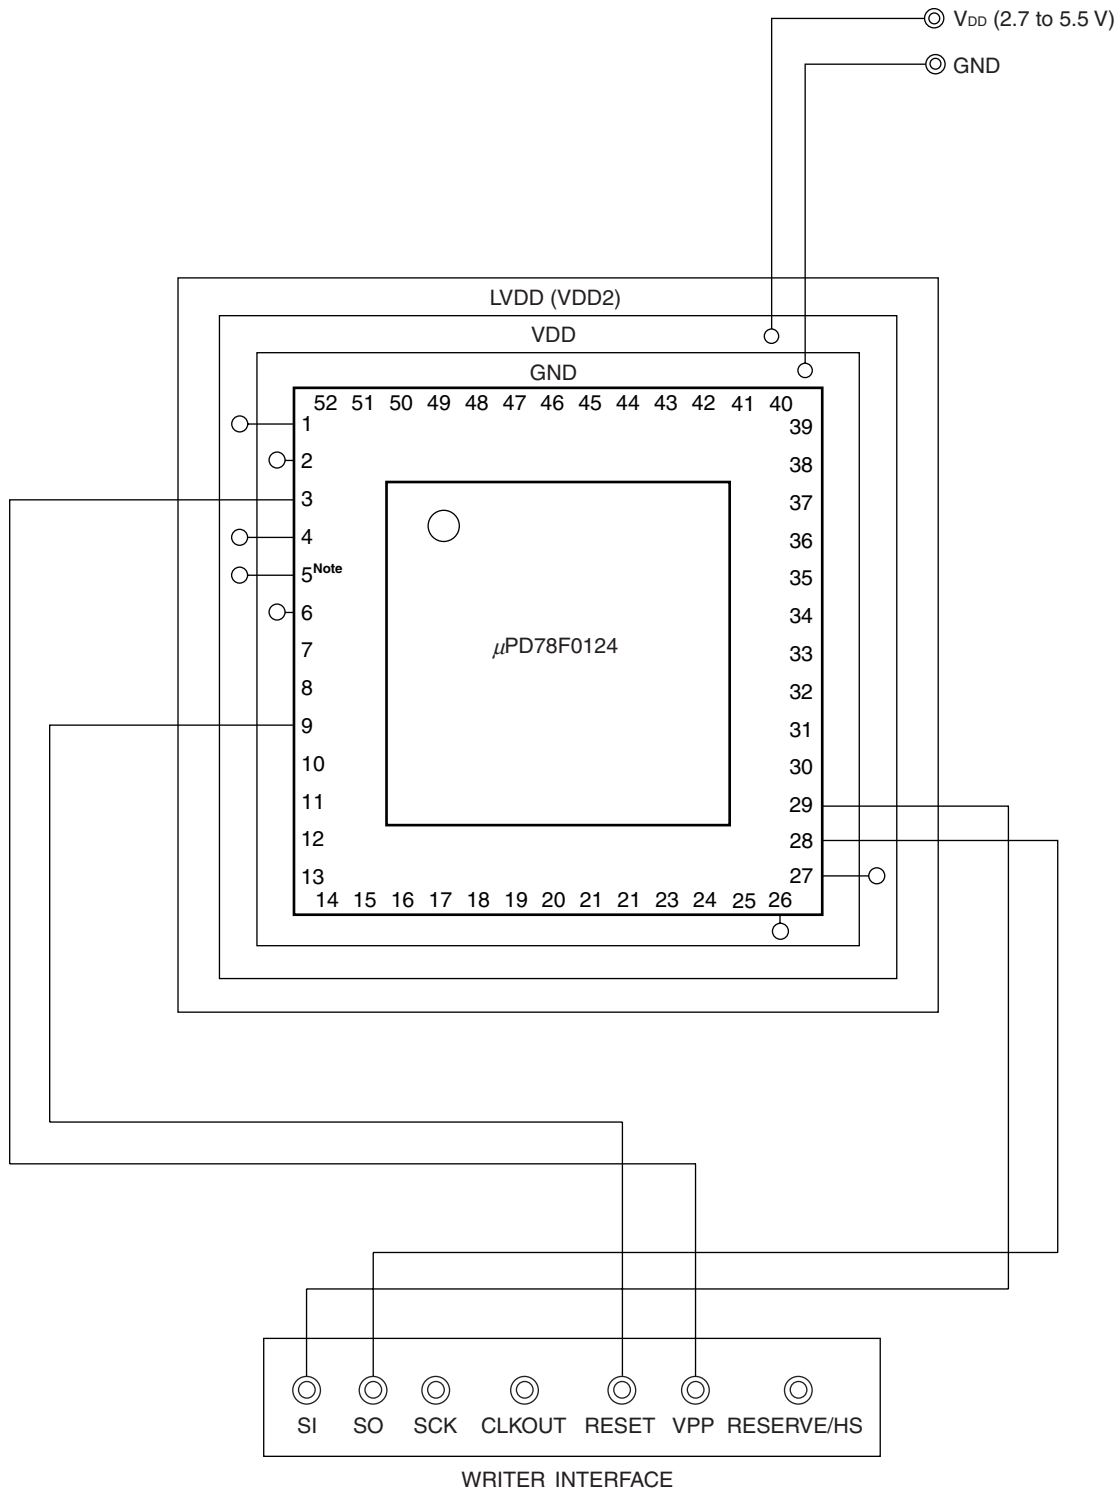 VDD (2.7 to 5.5 V)
GND
LVDD (VDD2)
VDD
GND
52 51 50 49 48 47 46 45 44 43 42 41 40
1
2
3
4
5Note
6
7
8
9
10
11
12
13
39
38
37
36
35
34
33
32
31
30
29
28
27
μPD78F0124
14 15 16 17 18 19 20 21 21 23 24 25 26
SI SO SCK CLKOUT RESET VPP RESERVE/HS
WRITER INTERFACE